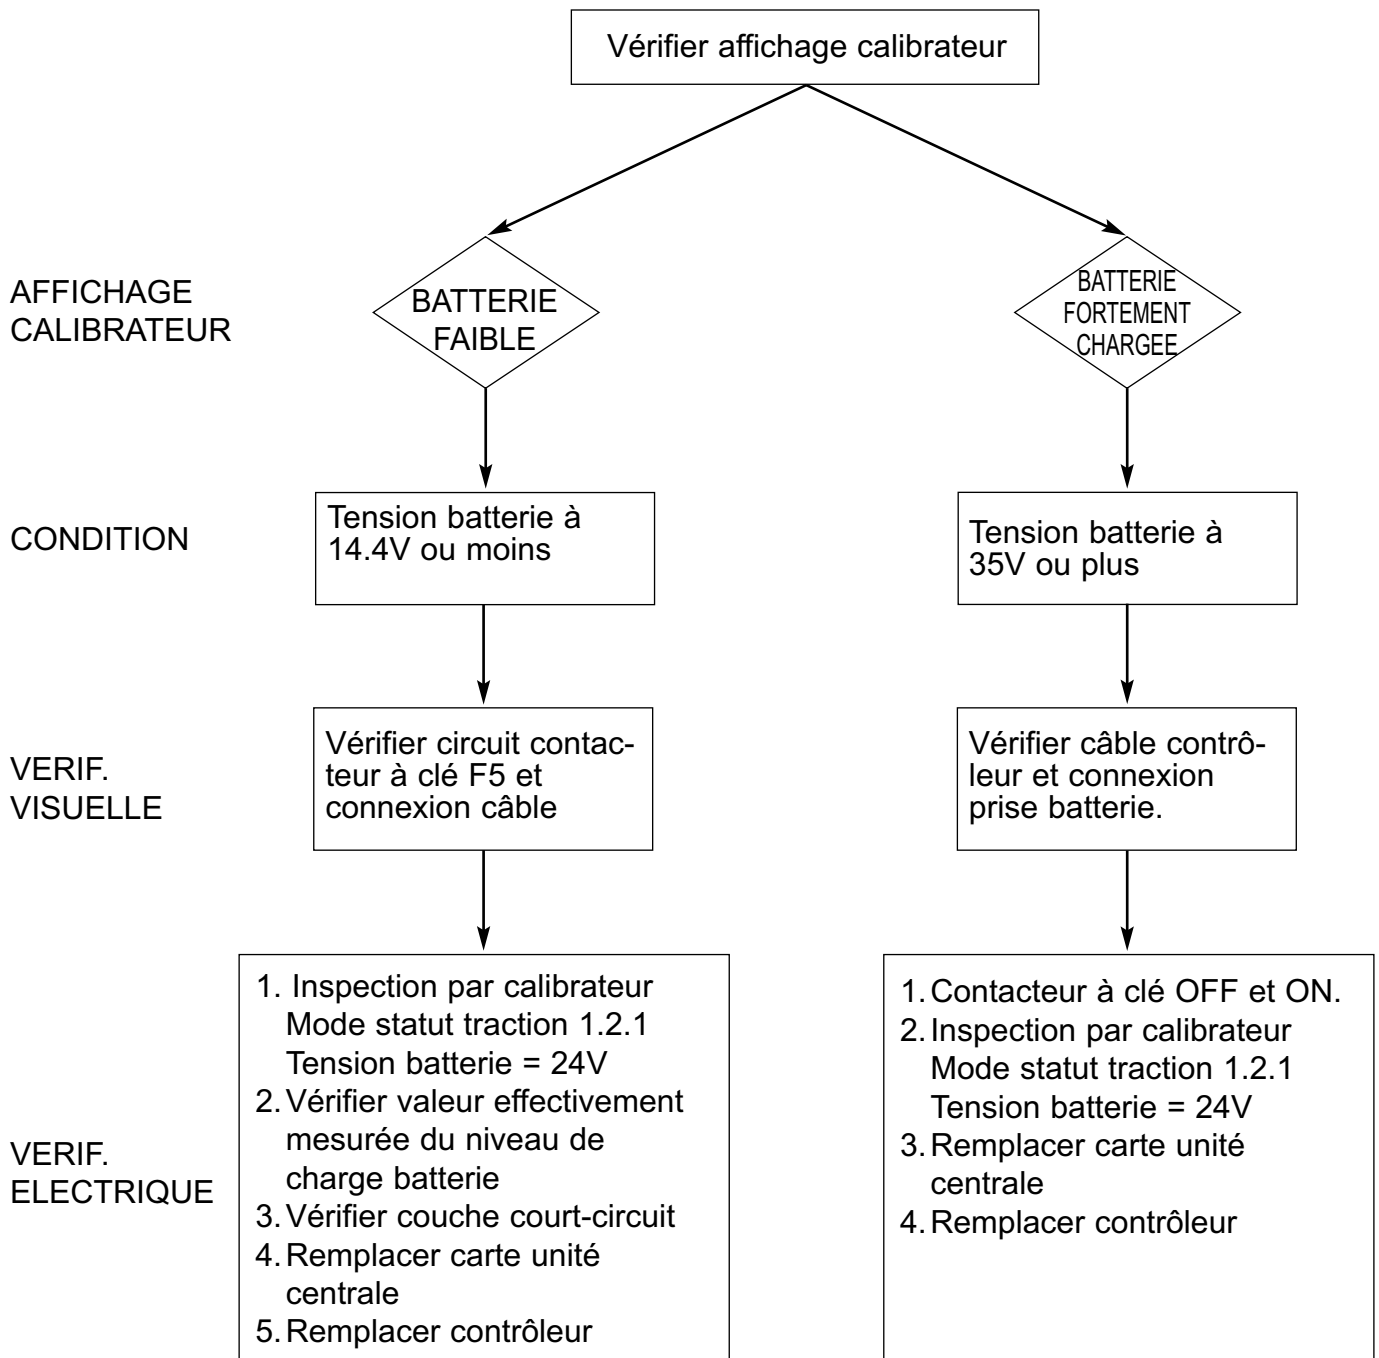 Vérifier affichage calibrateur
AFFICHAGE
CALIBRATEUR
BATTERIE
FAIBLE
BATTERIE
FORTEMENT
CHARGEE
CONDITION
Tension batterie à
14.4V ou moins
Tension batterie à
35V ou plus
VERIF.
VISUELLE
Vérifier circuit contac-
teur à clé F5 et
connexion câble
Vérifier câble contrô-
leur et connexion
prise batterie.
VERIF.
ELECTRIQUE
1. Inspection par calibrateur
Mode statut traction 1.2.1
Tension batterie = 24V
2. Vérifier valeur effectivement
mesurée du niveau de
charge batterie
3. Vérifier couche court-circuit
4. Remplacer carte unité
centrale
5. Remplacer contrôleur
1. Contacteur à clé OFF et ON.
2. Inspection par calibrateur
Mode statut traction 1.2.1
Tension batterie = 24V
3. Remplacer carte unité
centrale
4. Remplacer contrôleur